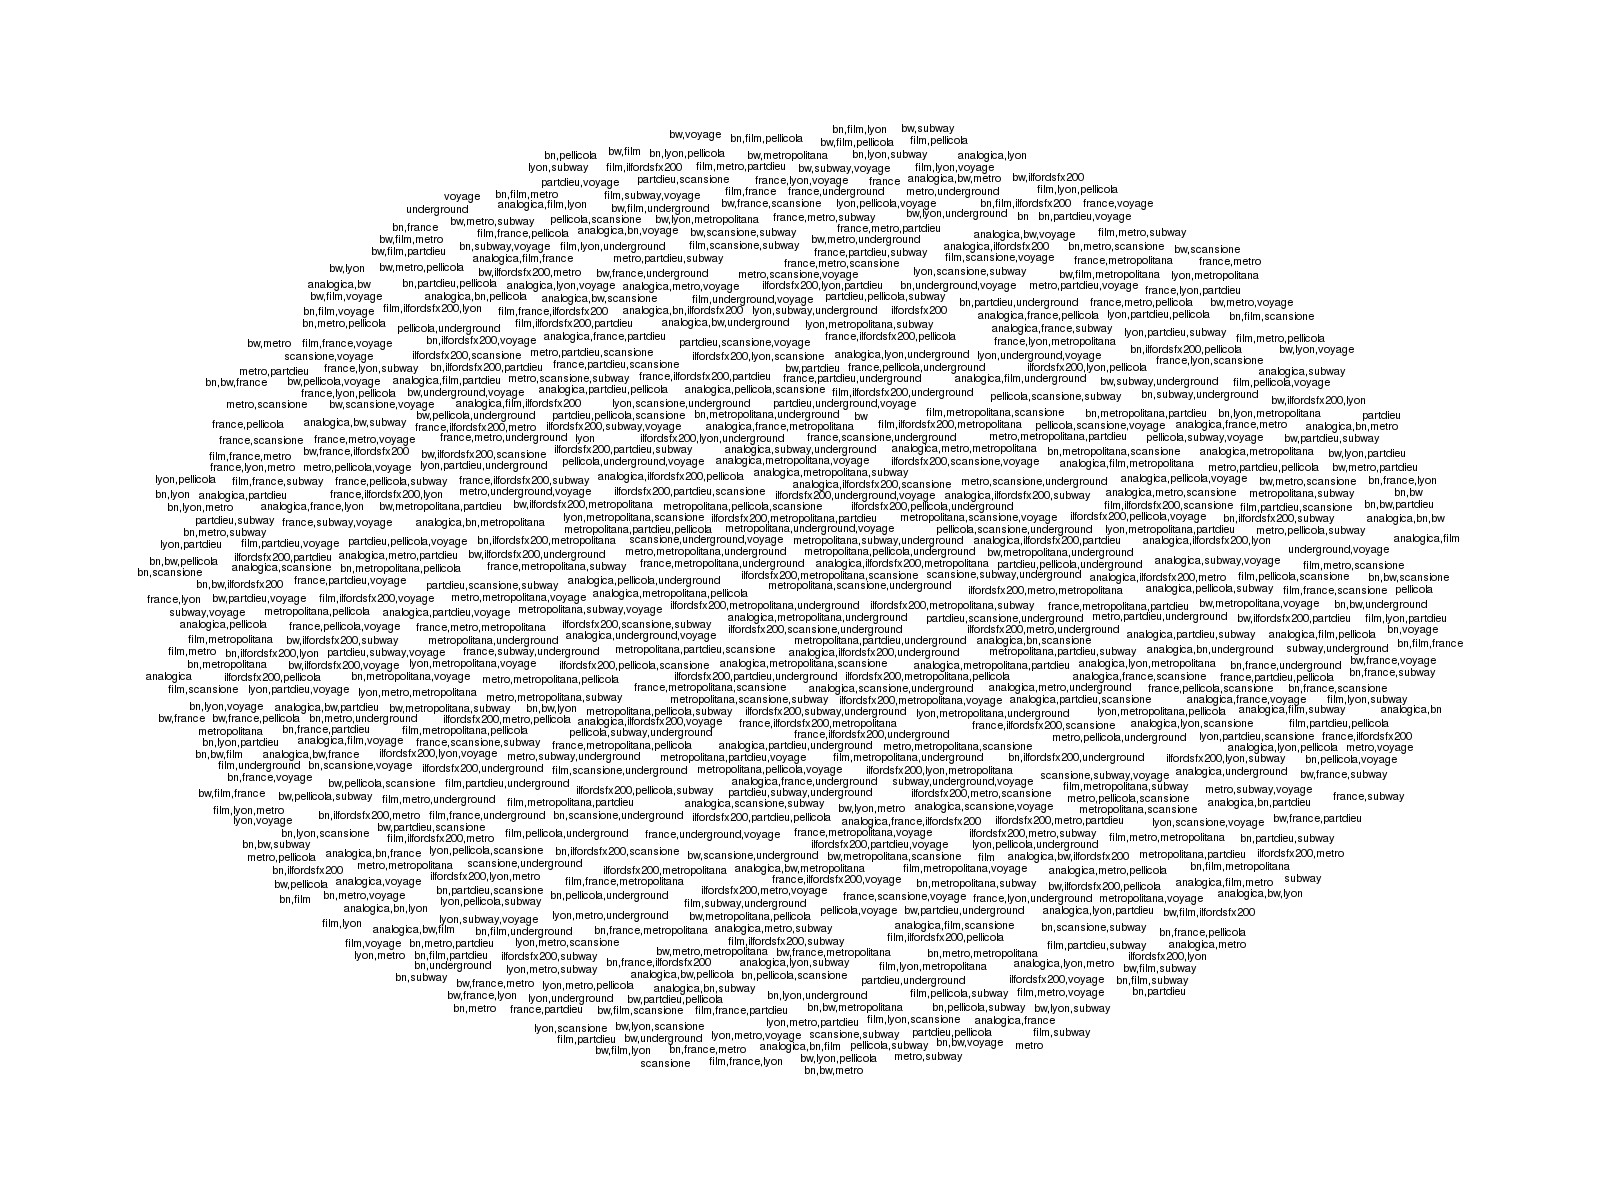 bn,film,lyon bw,subway
bw,voyage bn,film,pellicola bw,film,pellicola film,pellicola
bn,pellicola bw,film bn,lyon,pellicola bw,metropolitana bn,lyon,subway analogica,lyon
lyon,subway film,ilfordsfx200 film,metro,partdieu bw,subway,voyage film,lyon,voyage
partdieu,voyage partdieu,scansione france,lyon,voyage france analogica,bw,metro bw,ilfordsfx200
voyage bn,film,metro film,subway,voyage film,france france,underground metro,underground film,lyon,pellicola
underground analogica,film,lyon bw,film,underground bw,france,scansione lyon,pellicola,voyage bn,film,ilfordsfx200 france,voyage
bn,france bw,metro,subway pellicola,scansione bw,lyon,metropolitana france,metro,subway bw,lyon,underground bn bn,partdieu,voyage
bw,film,metro film,france,pellicola analogica,bn,voyage bw,scansione,subway france,metro,partdieu analogica,bw,voyage film,metro,subway
bw,film,partdieu bn,subway,voyage film,lyon,underground film,scansione,subway bw,metro,underground analogica,ilfordsfx200 bn,metro,scansione bw,scansione
analogica,film,france metro,partdieu,subway france,partdieu,subway film,scansione,voyage france,metropolitana france,metro
bw,lyon bw,metro,pellicola bw,ilfordsfx200,metro bw,france,underground metro,scansione,voyage france,metro,scansione lyon,scansione,subway bw,film,metropolitana lyon,metropolitana
analogica,bw bn,partdieu,pellicola analogica,lyon,voyage analogica,metro,voyage ilfordsfx200,lyon,partdieu bn,underground,voyage metro,partdieu,voyage france,lyon,partdieu
bw,film,voyage analogica,bn,pellicola analogica,bw,scansione film,underground,voyage partdieu,pellicola,subway bn,partdieu,underground france,metro,pellicola bw,metro,voyage
bn,film,voyage film,ilfordsfx200,lyon film,france,ilfordsfx200 analogica,bn,ilfordsfx200 lyon,subway,underground ilfordsfx200 analogica,france,pellicola lyon,partdieu,pellicola bn,film,scansione
bn,metro,pellicola pellicola,underground film,ilfordsfx200,partdieu analogica,bw,underground lyon,metropolitana,subway analogica,france,subway lyon,partdieu,subway
bw,metro film,france,voyage bn,ilfordsfx200,voyage analogica,france,partdieu partdieu,scansione,voyage france,ilfordsfx200,pellicola france,lyon,metropolitana film,metro,pellicola
scansione,voyage ilfordsfx200,scansione metro,partdieu,scansione ilfordsfx200,lyon,scansione analogica,lyon,underground lyon,underground,voyage bn,ilfordsfx200,pellicola bw,lyon,voyage
metro,partdieu france,lyon,subway bn,ilfordsfx200,partdieu france,partdieu,scansione bw,partdieu france,pellicola,underground ilfordsfx200,lyon,pellicola france,lyon,scansione analogica,subway
bn,bw,france bw,pellicola,voyage analogica,film,partdieu metro,scansione,subway france,ilfordsfx200,partdieu france,partdieu,underground analogica,film,underground bw,subway,underground film,pellicola,voyage
france,lyon,pellicola bw,underground,voyage analogica,partdieu,pellicola analogica,pellicola,scansione film,ilfordsfx200,underground pellicola,scansione,subway bn,subway,underground bw,ilfordsfx200,lyon
metro,scansione bw,scansione,voyage analogica,film,ilfordsfx200 lyon,scansione,underground partdieu,underground,voyage
bw,pellicola,underground partdieu,pellicola,scansione bn,metropolitana,underground bw film,metropolitana,scansione bn,metropolitana,partdieu bn,lyon,metropolitana partdieu
france,pellicola analogica,bw,subway france,ilfordsfx200,metro ilfordsfx200,subway,voyage analogica,france,metropolitana film,ilfordsfx200,metropolitana pellicola,scansione,voyage analogica,france,metro analogica,bn,metro
france,scansione france,metro,voyage france,metro,underground lyon ilfordsfx200,lyon,underground france,scansione,underground metro,metropolitana,partdieu pellicola,subway,voyage bw,partdieu,subway
film,france,metro bw,france,ilfordsfx200 bw,ilfordsfx200,scansione ilfordsfx200,partdieu,subway analogica,subway,underground analogica,metro,metropolitana bn,metropolitana,scansione analogica,metropolitana bw,lyon,partdieu
france,lyon,metro metro,pellicola,voyage lyon,partdieu,underground pellicola,underground,voyage analogica,metropolitana,voyage ilfordsfx200,scansione,voyage analogica,film,metropolitana metro,partdieu,pellicola bw,metro,partdieu
lyon,pellicola film,france,subway france,pellicola,subway france,ilfordsfx200,subway analogica,ilfordsfx200,pellicola analogica,metropolitana,subway analogica,ilfordsfx200,scansione metro,scansione,underground analogica,pellicola,voyage bw,metro,scansione bn,france,lyon
bn,lyon analogica,partdieu france,ilfordsfx200,lyon metro,underground,voyage ilfordsfx200,partdieu,scansione ilfordsfx200,underground,voyage analogica,ilfordsfx200,subway analogica,metro,scansione metropolitana,subway bn,bw
bn,lyon,metro analogica,france,lyon bw,metropolitana,partdieu bw,ilfordsfx200,metropolitana metropolitana,pellicola,scansione ilfordsfx200,pellicola,underground film,ilfordsfx200,scansione film,partdieu,scansione bn,bw,partdieu
partdieu,subway france,subway,voyage analogica,bn,metropolitana lyon,metropolitana,scansione ilfordsfx200,metropolitana,partdieu metropolitana,scansione,voyage ilfordsfx200,pellicola,voyage bn,ilfordsfx200,subway analogica,bn,bw
bn,metro,subway metropolitana,partdieu,pellicola metropolitana,underground,voyage pellicola,scansione,underground lyon,metropolitana,partdieu metro,pellicola,subway
lyon,partdieu film,partdieu,voyage partdieu,pellicola,voyage bn,ilfordsfx200,metropolitana scansione,underground,voyage metropolitana,subway,underground analogica,ilfordsfx200,partdieu analogica,ilfordsfx200,lyon analogica,film
bn,bw,pellicola ilfordsfx200,partdieu analogica,metro,partdieu bw,ilfordsfx200,underground metro,metropolitana,underground metropolitana,pellicola,underground bw,metropolitana,underground underground,voyage
bn,scansione analogica,scansione bn,metropolitana,pellicola france,metropolitana,subway france,metropolitana,underground analogica,ilfordsfx200,metropolitana partdieu,pellicola,underground analogica,subway,voyage film,metro,scansione
bn,bw,ilfordsfx200 france,partdieu,voyage partdieu,scansione,subway analogica,pellicola,underground ilfordsfx200,metropolitana,scansione scansione,subway,underground analogica,ilfordsfx200,metro film,pellicola,scansione bn,bw,scansione
france,lyon bw,partdieu,voyage film,ilfordsfx200,voyage metro,metropolitana,voyage analogica,metropolitana,pellicola metropolitana,scansione,underground ilfordsfx200,metro,metropolitana analogica,pellicola,subway film,france,scansione pellicola
subway,voyage metropolitana,pellicola analogica,partdieu,voyage metropolitana,subway,voyage ilfordsfx200,metropolitana,underground ilfordsfx200,metropolitana,subway france,metropolitana,partdieu bw,metropolitana,voyage bn,bw,underground
analogica,pellicola france,pellicola,voyage france,metro,metropolitana ilfordsfx200,scansione,subway analogica,metropolitana,underground partdieu,scansione,underground metro,partdieu,underground bw,ilfordsfx200,partdieu film,lyon,partdieu
film,metropolitana bw,ilfordsfx200,subway metropolitana,underground analogica,underground,voyage ilfordsfx200,scansione,underground ilfordsfx200,metro,underground analogica,partdieu,subway analogica,film,pellicola bn,voyage
film,metro bn,ilfordsfx200,lyon partdieu,subway,voyage france,subway,underground metropolitana,partdieu,scansione metropolitana,partdieu,underground analogica,bn,scansione analogica,bn,underground subway,underground bn,film,france
bn,metropolitana bw,ilfordsfx200,voyage lyon,metropolitana,voyage ilfordsfx200,pellicola,scansione analogica,metropolitana,scansione analogica,ilfordsfx200,underground metropolitana,partdieu,subway analogica,lyon,metropolitana bw,france,voyage
analogica ilfordsfx200,pellicola bn,metropolitana,voyage metro,metropolitana,pellicola ilfordsfx200,partdieu,underground ilfordsfx200,metropolitana,pellicola analogica,metropolitana,partdieu bn,france,underground bn,france,subway
film,scansione lyon,partdieu,voyage lyon,metro,metropolitana france,metropolitana,scansione analogica,scansione,underground analogica,metro,underground analogica,france,scansione france,partdieu,pellicola
metro,metropolitana,subway metropolitana,scansione,subway ilfordsfx200,metropolitana,voyage analogica,partdieu,scansione france,pellicola,scansione bn,france,scansione
bn,lyon,voyage analogica,bw,partdieu bw,metropolitana,subway bn,bw,lyon metropolitana,pellicola,subway ilfordsfx200,subway,underground lyon,metropolitana,underground lyon,metropolitana,pellicola analogica,france,voyage film,lyon,subway
bw,france bw,france,pellicola bn,metro,underground ilfordsfx200,metro,pellicola analogica,ilfordsfx200,voyage france,ilfordsfx200,metropolitana france,ilfordsfx200,scansione analogica,lyon,scansione analogica,film,subway analogica,bn
metropolitana bn,france,partdieu film,metropolitana,pellicola pellicola,subway,underground france,ilfordsfx200,underground metro,pellicola,underground lyon,partdieu,scansione film,partdieu,pellicola france,ilfordsfx200
bn,lyon,partdieu analogica,film,voyage france,scansione,subway france,metropolitana,pellicola analogica,partdieu,underground metro,metropolitana,scansione analogica,lyon,pellicola metro,voyage
bn,bw,film analogica,bw,france ilfordsfx200,lyon,voyage metro,subway,underground metropolitana,partdieu,voyage film,metropolitana,underground bn,ilfordsfx200,underground ilfordsfx200,lyon,subway bn,pellicola,voyage
film,underground bn,scansione,voyage ilfordsfx200,underground film,scansione,underground metropolitana,pellicola,voyage ilfordsfx200,lyon,metropolitana scansione,subway,voyage analogica,underground bw,france,subway
bn,france,voyage bw,pellicola,scansione film,partdieu,underground analogica,france,underground subway,underground,voyage film,metropolitana,subway metro,subway,voyage
bw,film,france bw,pellicola,subway film,metro,underground ilfordsfx200,pellicola,subway partdieu,subway,underground ilfordsfx200,metro,scansione metro,pellicola,scansione analogica,bn,partdieu france,subway
film,lyon,metro film,metropolitana,partdieu analogica,scansione,subway bw,lyon,metro analogica,scansione,voyage metropolitana,scansione
lyon,voyage bn,ilfordsfx200,metro film,france,underground bn,scansione,underground ilfordsfx200,partdieu,pellicola analogica,france,ilfordsfx200 ilfordsfx200,metro,partdieu lyon,scansione,voyage bw,france,partdieu
bn,lyon,scansione bw,partdieu,scansione film,pellicola,underground france,underground,voyage france,metropolitana,voyage ilfordsfx200,metro,subway film,metro,metropolitana bn,partdieu,subway
bn,bw,subway film,ilfordsfx200,metro ilfordsfx200,partdieu,voyage lyon,pellicola,underground
metro,pellicola analogica,bn,france lyon,pellicola,scansione bn,ilfordsfx200,scansione bw,scansione,underground bw,metropolitana,scansione film analogica,bw,ilfordsfx200 metropolitana,partdieu ilfordsfx200,metro
bn,ilfordsfx200 metro,metropolitana scansione,underground ilfordsfx200,metropolitana analogica,bw,metropolitana film,metropolitana,voyage analogica,metro,pellicola bn,film,metropolitana
bw,pellicola analogica,voyage ilfordsfx200,lyon,metro film,france,metropolitana france,ilfordsfx200,voyage bn,metropolitana,subway bw,ilfordsfx200,pellicola analogica,film,metro subway
bn,film bn,metro,voyage bn,partdieu,scansione bn,pellicola,underground ilfordsfx200,metro,voyage france,scansione,voyage france,lyon,underground metropolitana,voyage analogica,bw,lyon
analogica,bn,lyon lyon,pellicola,subway film,subway,underground pellicola,voyage bw,partdieu,underground analogica,lyon,partdieu bw,film,ilfordsfx200
film,lyon lyon,subway,voyage lyon,metro,underground bw,metropolitana,pellicola
analogica,bw,film bn,film,underground bn,france,metropolitana analogica,metro,subway analogica,film,scansione bn,scansione,subway bn,france,pellicola
film,voyage bn,metro,partdieu lyon,metro,scansione film,ilfordsfx200,subway film,ilfordsfx200,pellicola film,partdieu,subway analogica,metro
lyon,metro bn,film,partdieu ilfordsfx200,subway bw,metro,metropolitana bw,france,metropolitana bn,metro,metropolitana ilfordsfx200,lyon
bn,underground lyon,metro,subway bn,france,ilfordsfx200 analogica,lyon,subway film,lyon,metropolitana analogica,lyon,metro bw,film,subway
bn,subway bw,france,metro lyon,metro,pellicola analogica,bw,pellicola bn,pellicola,scansione partdieu,underground ilfordsfx200,voyage bn,film,subway
bw,france,lyon lyon,underground bw,partdieu,pellicola analogica,bn,subway bn,lyon,underground film,pellicola,subway film,metro,voyage bn,partdieu
bn,metro france,partdieu bw,film,scansione film,france,partdieu bn,bw,metropolitana bn,pellicola,subway bw,lyon,subway
lyon,scansione bw,lyon,scansione lyon,metro,partdieu film,lyon,scansione analogica,france
film,partdieu bw,underground lyon,metro,voyage scansione,subway partdieu,pellicola film,subway
bw,film,lyon bn,france,metro analogica,bn,film pellicola,subway bn,bw,voyage metro
scansione film,france,lyon bw,lyon,pellicola metro,subway
bn,bw,metro